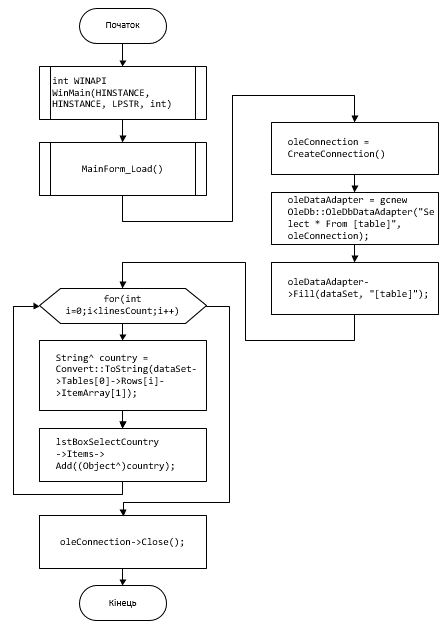 Початок
int WINAPI
WinMain(HINSTANCE,
HINSTANCE, LPSTR, int)
MainForm_Load()
oleConnection =
CreateConnection()
oleDataAdapter = gcnew
OleDb::OleDbDataAdapter("Se
lect * From [table]",
oleConnection);
oleDataAdapter-
>Fill(dataSet, "[table]");
for(int
i=0;i<linesCount;i++)
String^ country =
Convert::ToString(dataSet-
>Tables[0]->Rows[i]-
>ItemArray[1]);
lstBoxSelectCountry
->Items->
Add((Object^)country);
oleConnection->Close();
Кінець